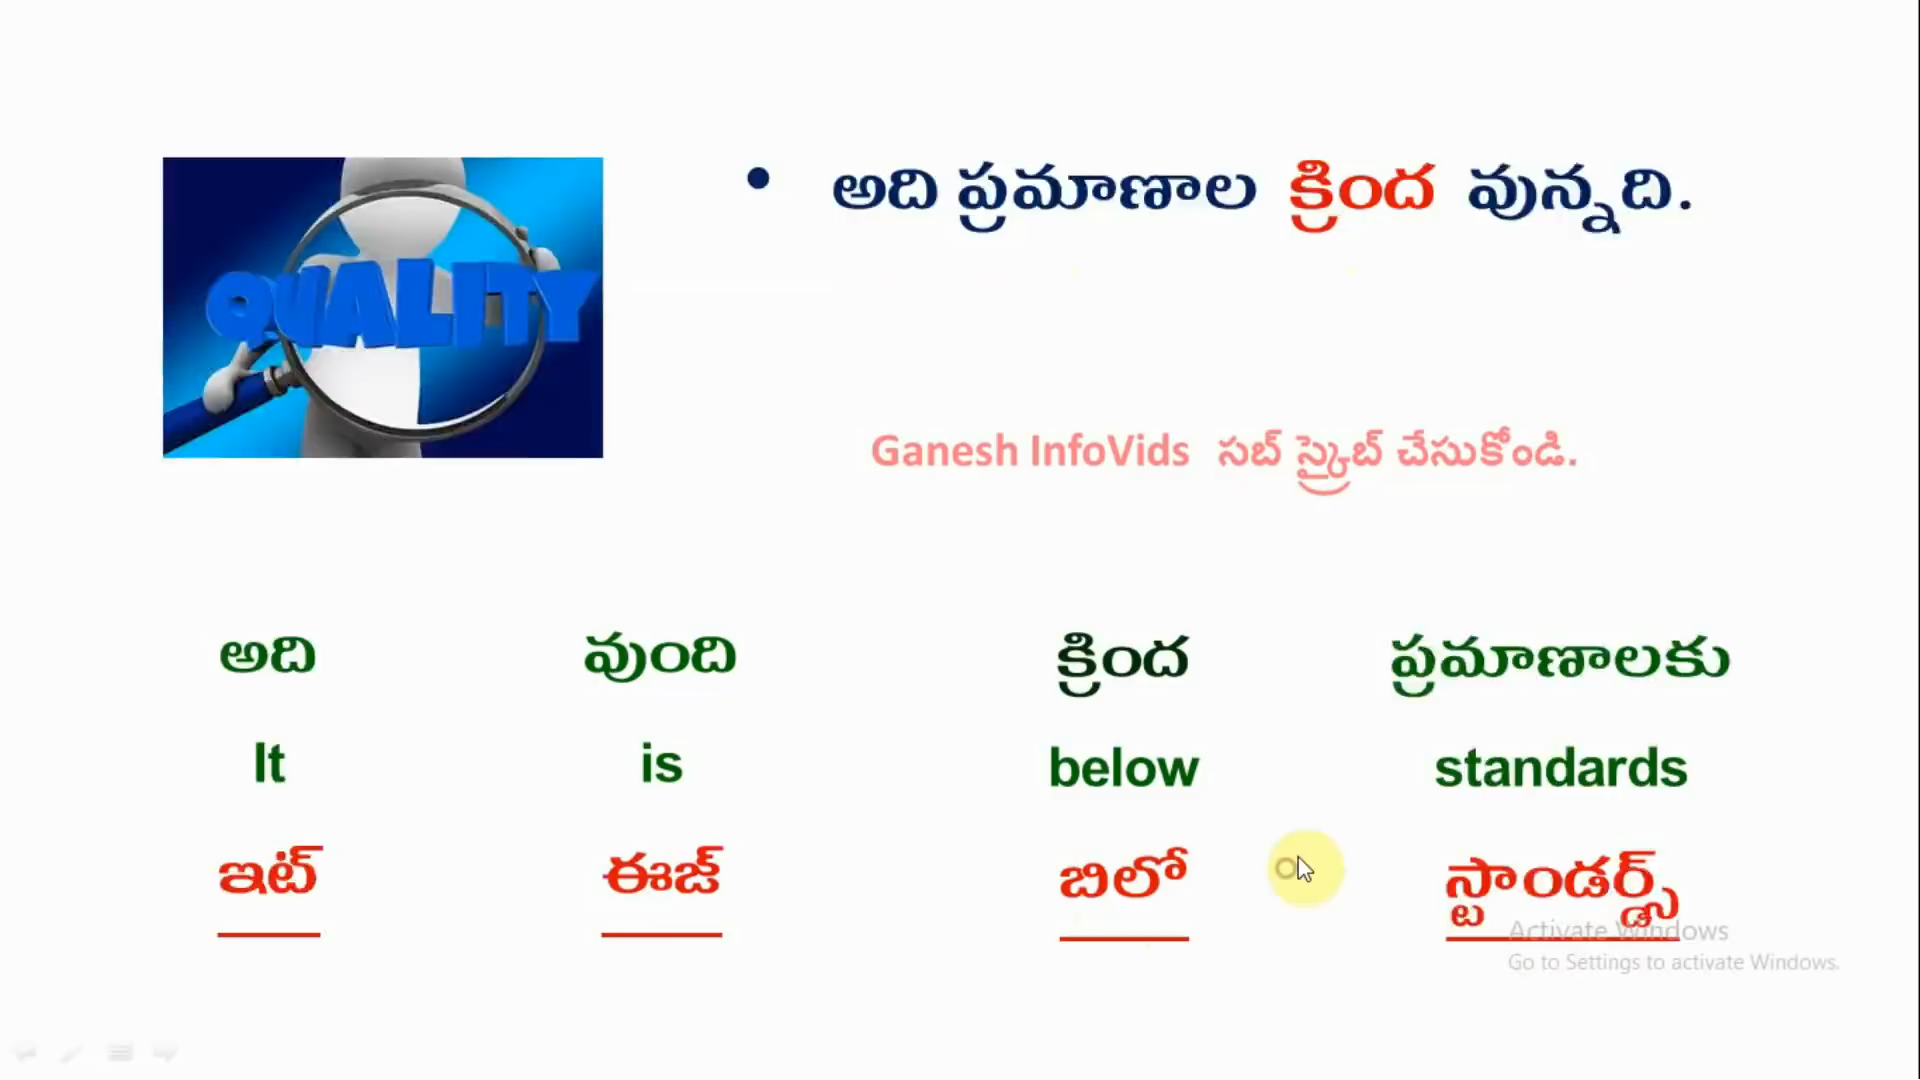 • అది ప్రమాణాల క్రింద వున్నది.
QUALITY
Ganesh InfoVids సబ్ స్క్రైబ్ చేసుకోండి.
అది వుంది క్రింద ప్రమాణాలకు
It is below standards
ఇట్ ఈజ్ బిలో స్టాండర్డ్స్
Activate Windows
Go to Settings to activate Windows.